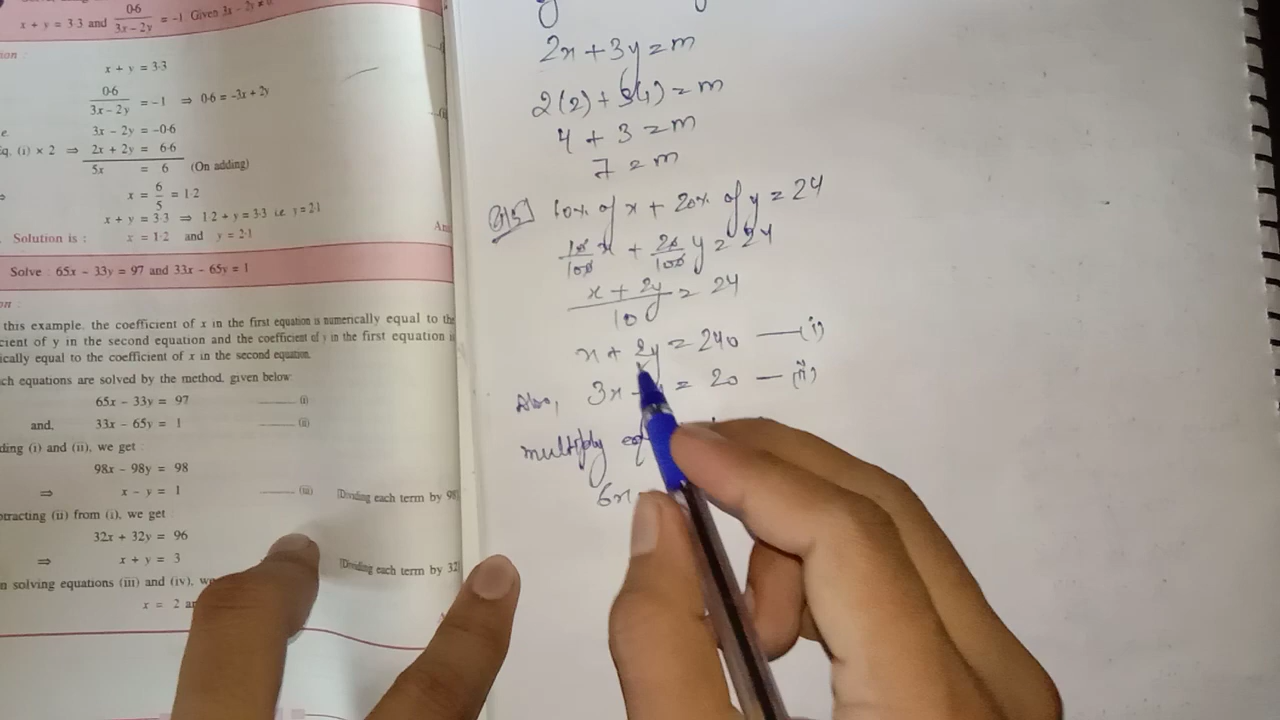 x + y = 3·3 and 0·6/3x – 2y = –1. Given 3x – 2y ≠ 0.
x + y = 3·3
0·6/3x – 2y = –1 ⇒ 0·6 = –3x + 2y
3x – 2y = –0·6
(i) × 2 ⇒ 2x + 2y = 6·6
5x = 6 (On adding)
x = 6/5 = 1·2
x + y = 3·3 ⇒ 1·2 + y = 3·3 i.e. y = 2·1
Solution is : x = 1·2 and y = 2·1
Solve : 65x – 33y = 97 and 33x – 65y = 1
this example, the coefficient of x in the first equation is numerically equal to the
of y in the second equation and the coefficient of y in the first equation
equal to the coefficient of x in the second equation.
equations are solved by the method, given below
65x – 33y = 97 (i)
and, 33x – 65y = 1 (ii)
(i) and (ii), we get :
98x – 98y = 98
⇒ x – y = 1 (iii) [Dividing each term by 98
(ii) from (i), we get
32x + 32y = 96
⇒ x + y = 3 [Dividing each term by 32
solving equations (iii) and (iv),
x = 2
2x + 3y = m
2(2) + 3(1) = m
4 + 3 = m
7 = m
10% of x + 20% of y = 24
10/100 x + 20/100 y = 24
x + 2y/10 = 24
x + 2y = 240 — (i)
Also, 3x = 20 — (ii)
multiply
6x